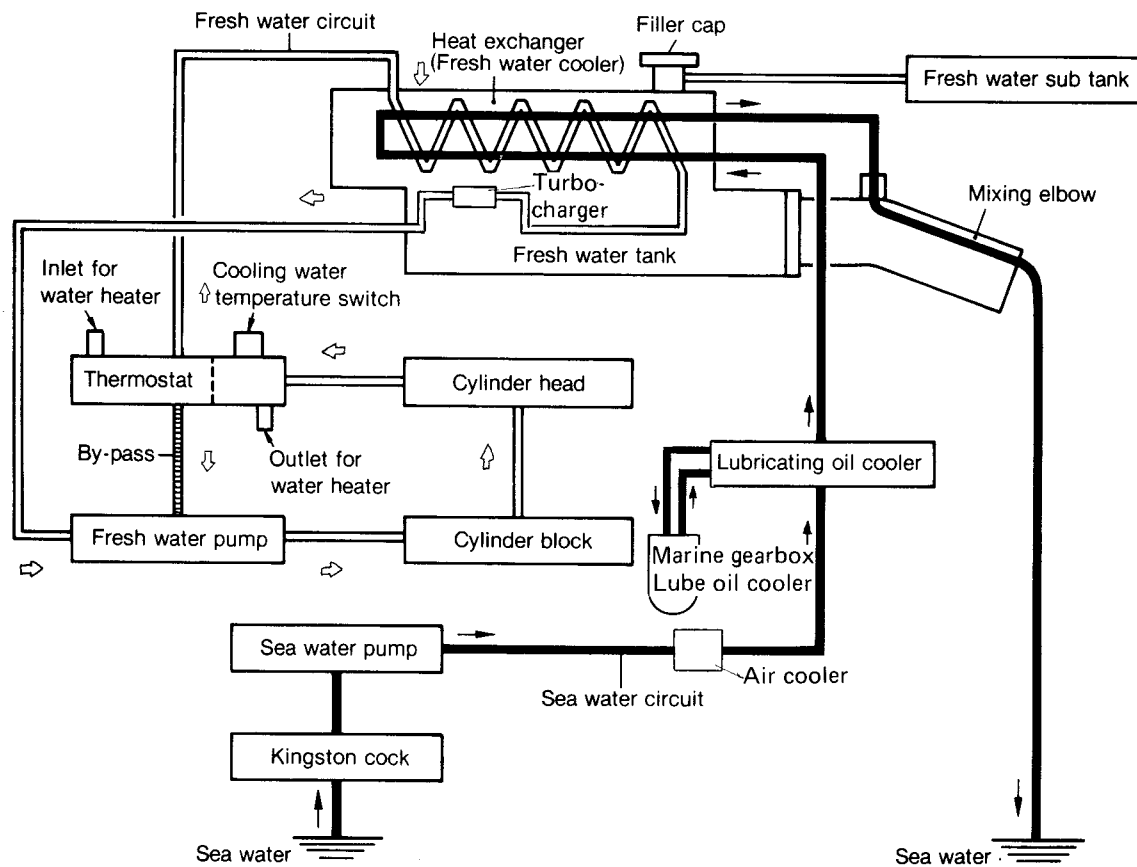 Fresh water circuit
Heat exchanger
(Fresh water cooler)
Filler cap
Fresh water sub tank
Turbo-
charger
Mixing elbow
Fresh water tank
Inlet for
water heater
Cooling water
temperature switch
Thermostat
Cylinder head
By-pass
Outlet for
water heater
Lubricating oil cooler
Fresh water pump
Cylinder block
Marine gearbox
Lube oil cooler
Sea water pump
Air cooler
Sea water circuit
Kingston cock
Sea water
Sea water